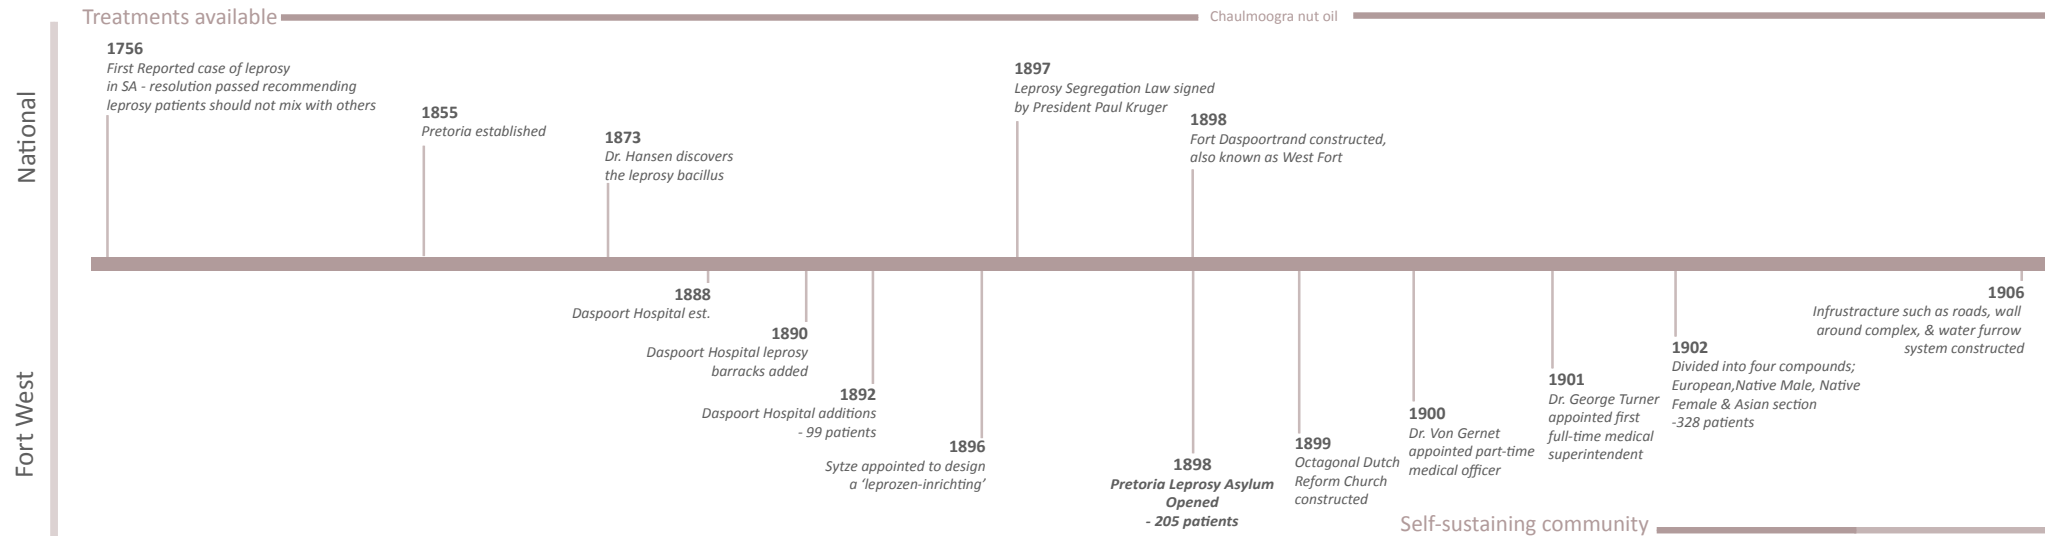 Treatments available
Chaulmoogra nut oil
National
1756
First Reported case of leprosy
in SA - resolution passed recommending
leprosy patients should not mix with others
1855
Pretoria established
1873
Dr. Hansen discovers
the leprosy bacillus
1897
Leprosy Segregation Law signed
by President Paul Kruger
1898
Fort Daspoortrand constructed,
also known as West Fort
Fort West
1888
Daspoort Hospital est.
1890
Daspoort Hospital leprosy
barracks added
1892
Daspoort Hospital additions
- 99 patients
1896
Sytze appointed to design
a ‘leprozen-inrichting’
1898
Pretoria Leprosy Asylum
Opened
- 205 patients
1899
Octagonal Dutch
Reform Church
constructed
1900
Dr. Von Gernet
appointed part-time
medical officer
1901
Dr. George Turner
appointed first
full-time medical
superintendent
1902
Divided into four compounds;
European,Native Male, Native
Female & Asian section
-328 patients
1906
Infrustracture such as roads, wall
around complex, & water furrow
system constructed
Self-sustaining community